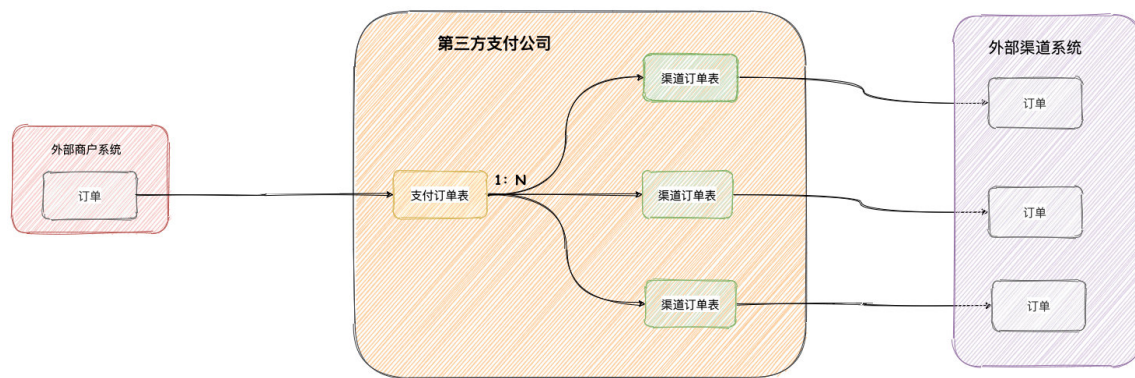 第三方支付公司
外部渠道系统
渠道订单表
订单
外部商户系统
订单
支付订单表
1: N
渠道订单表
订单
渠道订单表
订单